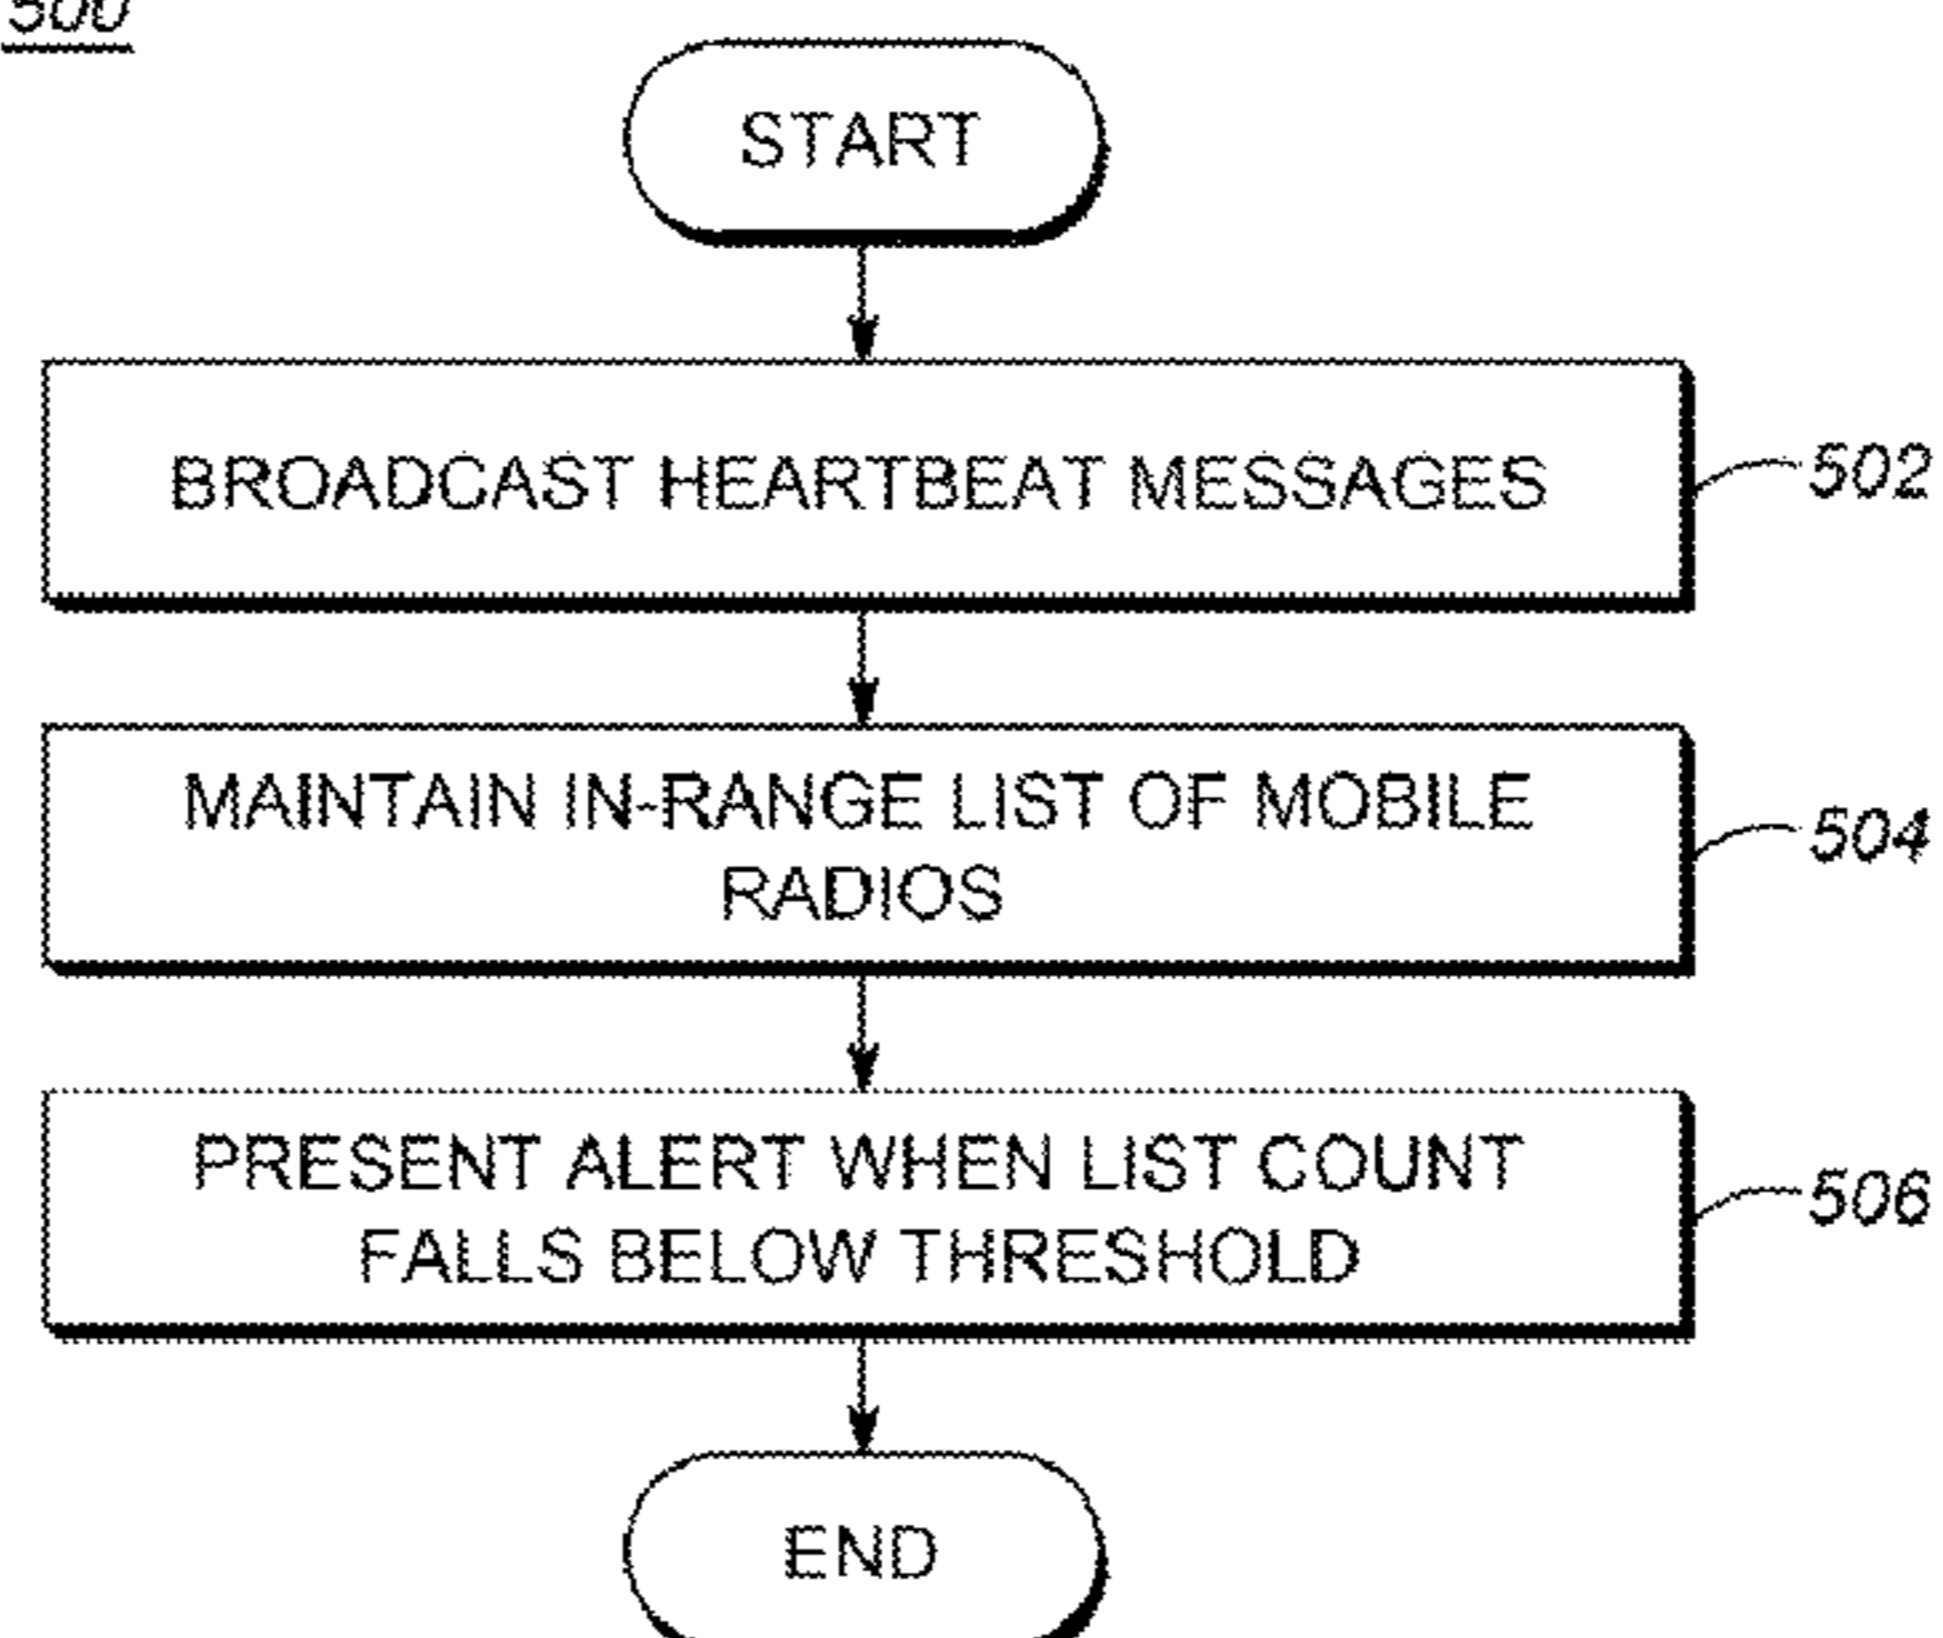 500
START
BROADCAST HEARTBEAT MESSAGES
502
MAINTAIN IN-RANGE LIST OF MOBILE
RADIOS
504
PRESENT ALERT WHEN LIST COUNT
FALLS BELOW THRESHOLD
506
END